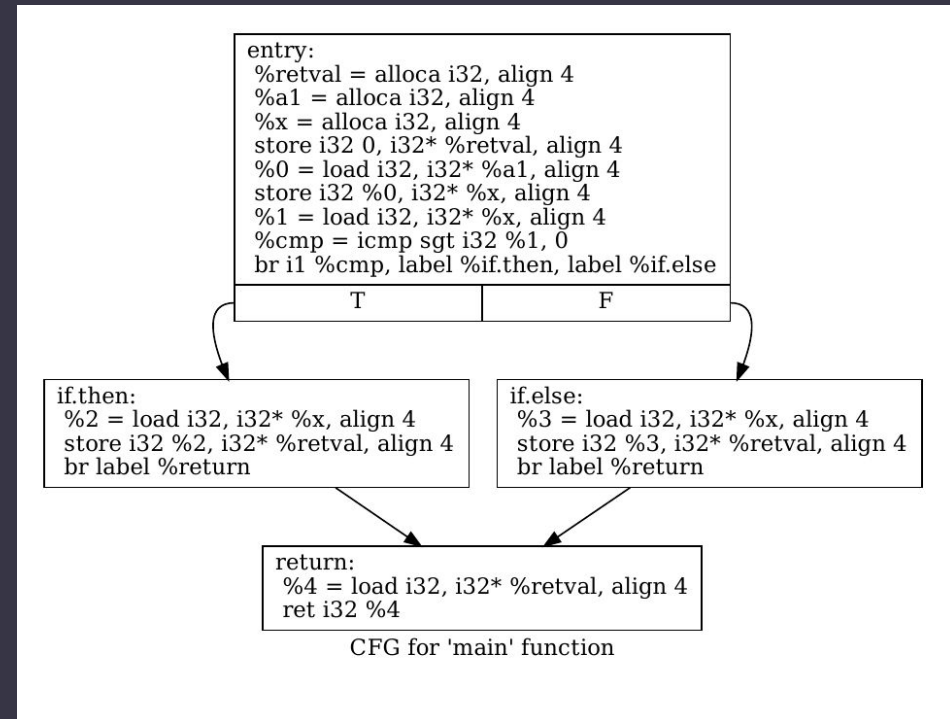 entry:
%retval = alloca i32, align 4
%a1 = alloca i32, align 4
%x = alloca i32, align 4
store i32 0, i32* %retval, align 4
%0 = load i32, i32* %a1, align 4
store i32 %0, i32* %x, align 4
%1 = load i32, i32* %x, align 4
%cmp = icmp sgt i32 %1, 0
br i1 %cmp, label %if.then, label %if.else
T F
if.then:
%2 = load i32, i32* %x, align 4
store i32 %2, i32* %retval, align 4
br label %return
if.else:
%3 = load i32, i32* %x, align 4
store i32 %3, i32* %retval, align 4
br label %return
return:
%4 = load i32, i32* %retval, align 4
ret i32 %4
CFG for 'main' function